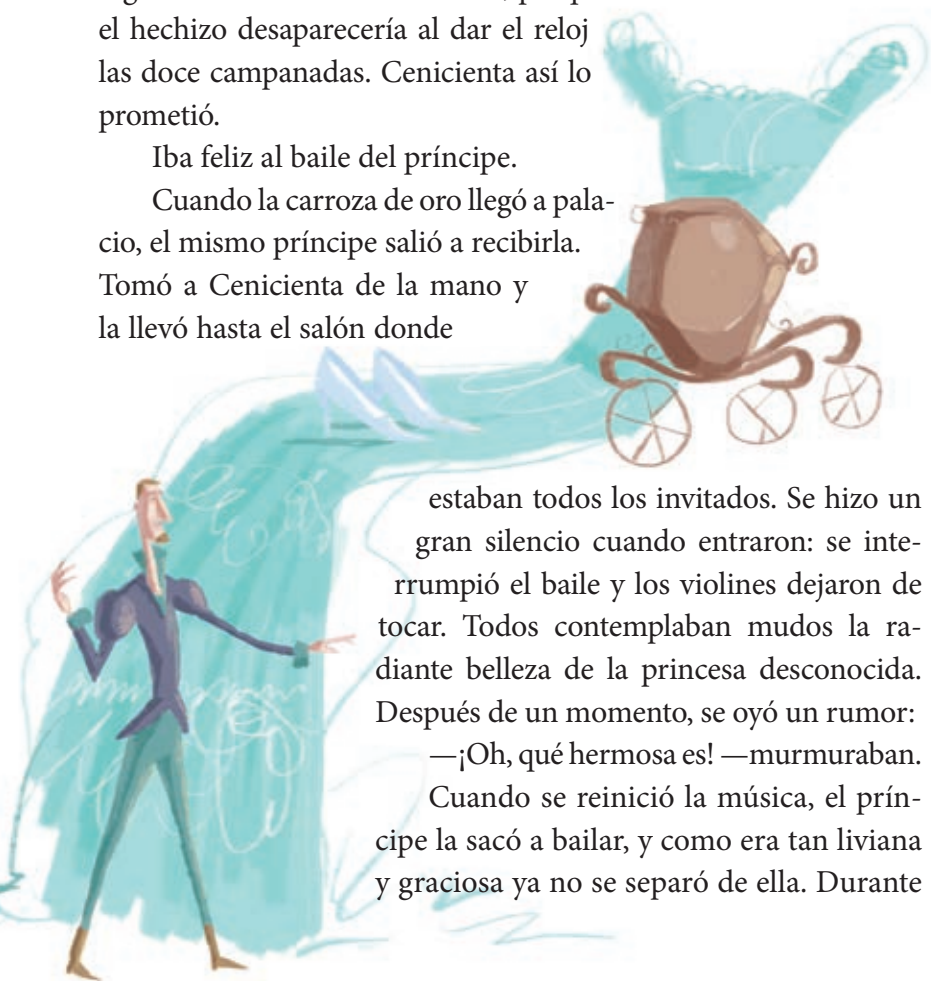 el hechizo desaparecería al dar el reloj
las doce campanadas. Cenicienta así lo
prometió.
Iba feliz al baile del príncipe.
Cuando la carroza de oro llegó a pala-
cio, el mismo príncipe salió a recibirla.
Tomó a Cenicienta de la mano y
la llevó hasta el salón donde
estaban todos los invitados. Se hizo un
gran silencio cuando entraron: se inte-
rrumpió el baile y los violines dejaron de
tocar. Todos contemplaban mudos la ra-
diante belleza de la princesa desconocida.
Después de un momento, se oyó un rumor:
—¡Oh, qué hermosa es! —murmuraban.
Cuando se reinició la música, el prín-
cipe la sacó a bailar, y como era tan liviana
y graciosa ya no se separó de ella. Durante